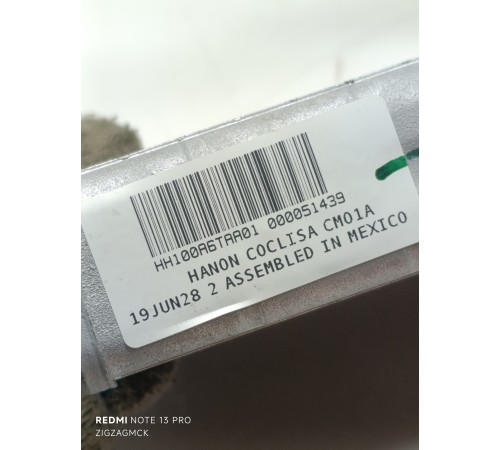 HH100A6TAA01 000051439
HANON COCLISA CM01A
19JUN28 2 ASSEMBLED IN MEXICO
REDMI NOTE 13 PRO
ZIGZAGMCK